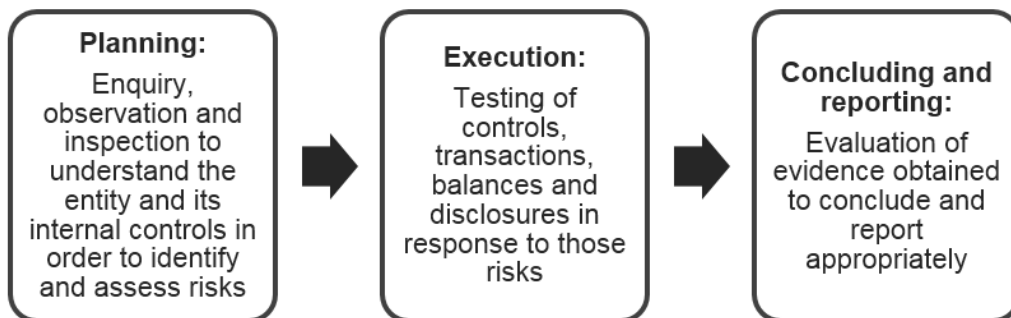 Planning:
Enquiry,
observation and
inspection to
understand the
entity and its
internal controls in
order to identify
and assess risks
Execution:
Testing of
controls,
transactions,
balances and
disclosures in
response to those
risks
Concluding and
reporting:
Evaluation of
evidence obtained
to conclude and
report
appropriately